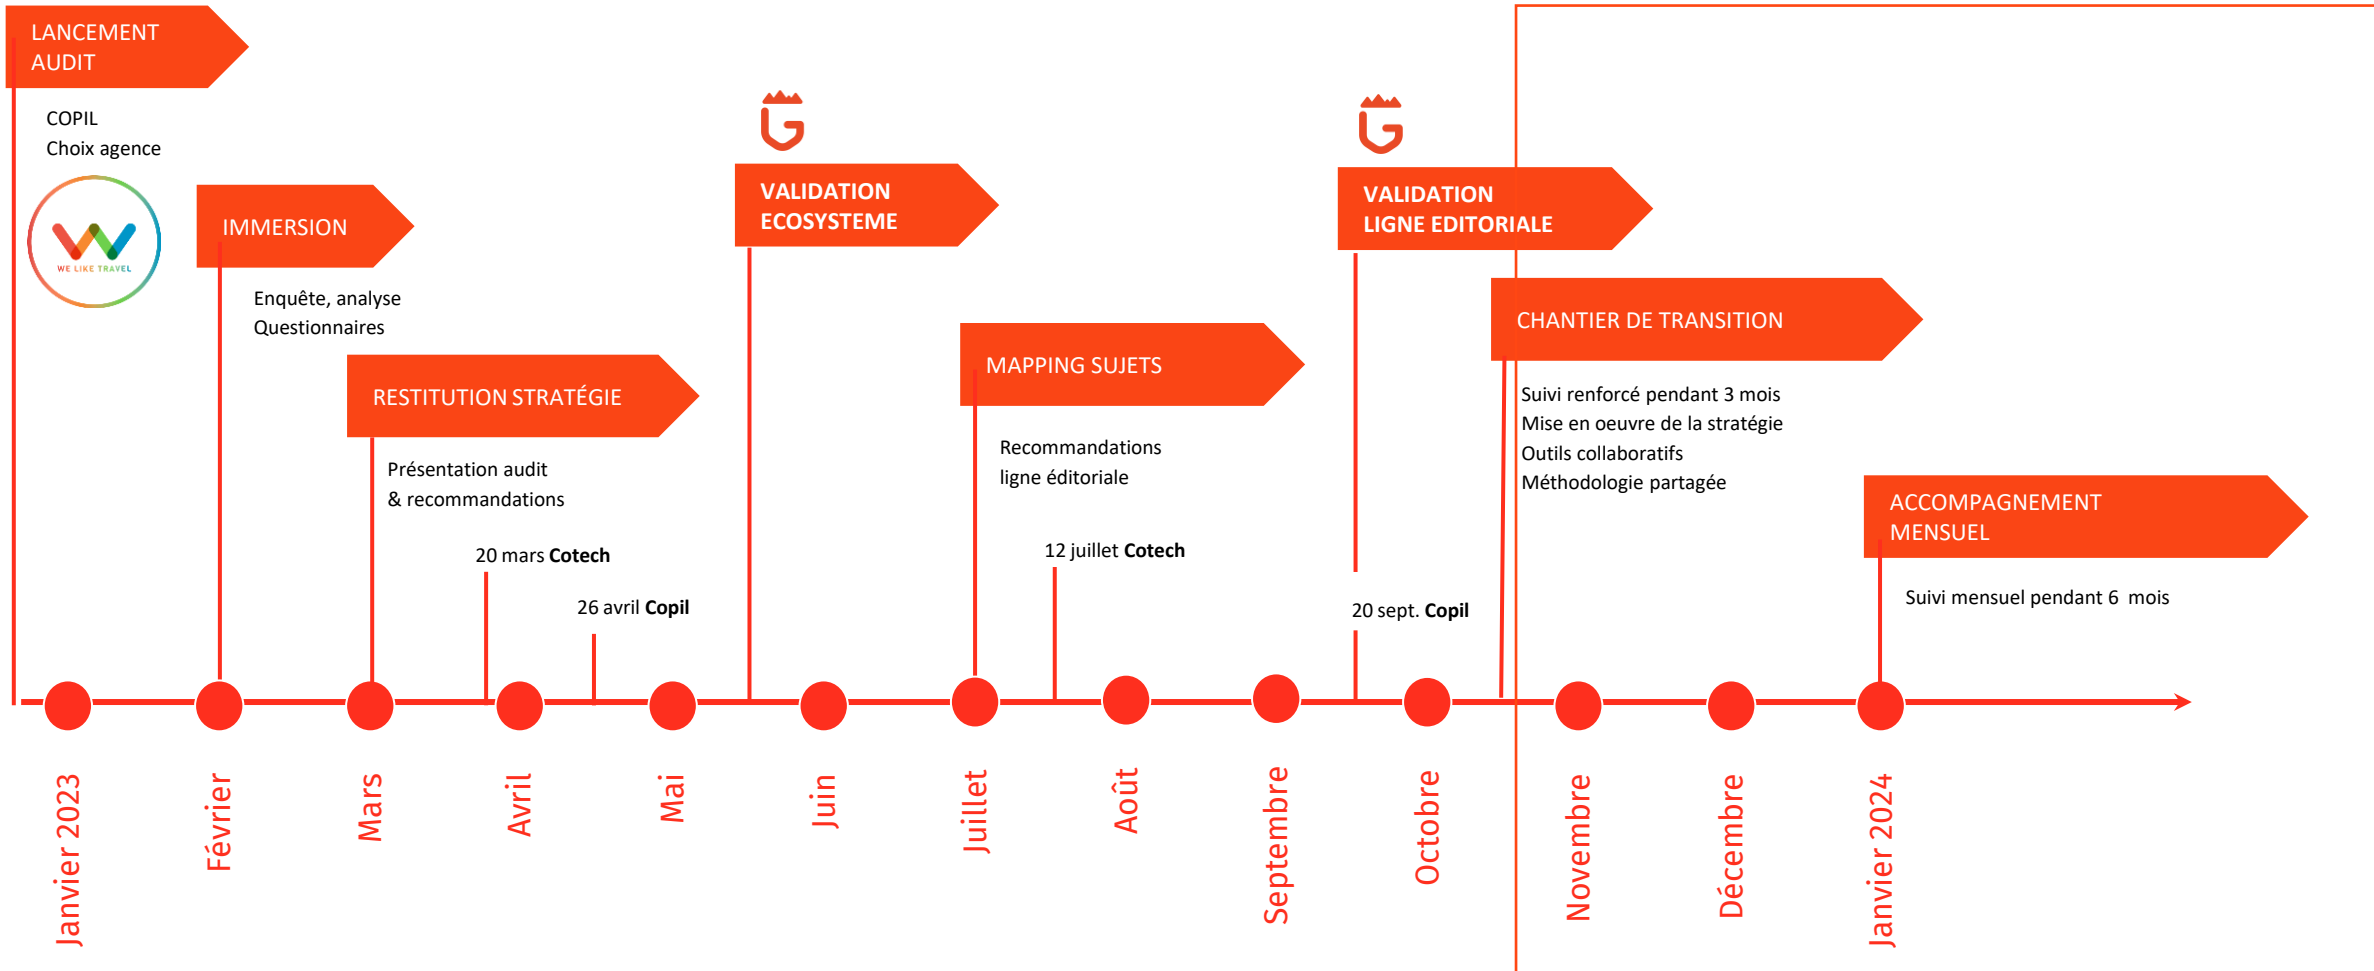 LANCEMENT
AUDIT
COPIL
Choix agence
WE LIKE TRAVEL
IMMERSION
Enquête, analyse
Questionnaires
RESTITUTION STRATÉGIE
Présentation audit
& recommandations
20 mars Cotech
26 avril Copil
VALIDATION
ECOSYSTEME
MAPPING SUJETS
Recommandations
ligne éditoriale
12 juillet Cotech
VALIDATION
LIGNE EDITORIALE
20 sept. Copil
CHANTIER DE TRANSITION
Suivi renforcé pendant 3 mois
Mise en oeuvre de la stratégie
Outils collaboratifs
Méthodologie partagée
ACCOMPAGNEMENT
MENSUEL
Suivi mensuel pendant 6 mois
Janvier 2023
Février
Mars
Avril
Mai
Juin
Juillet
Août
Septembre
Octobre
Novembre
Décembre
Janvier 2024